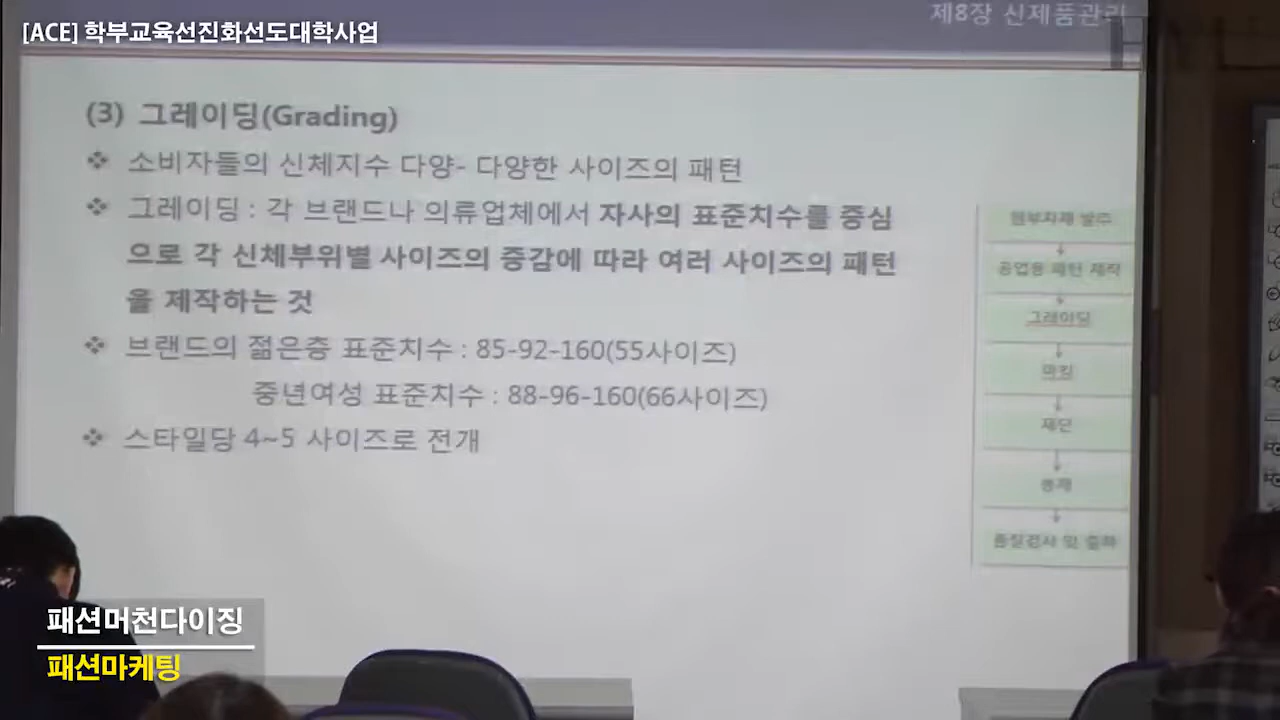 [ACE] 학부교육선진화선도대학사업
제8장 신제품관리
(3) 그레이딩(Grading)
❖ 소비자들의 신체지수 다양- 다양한 사이즈의 패턴
❖ 그레이딩 : 각 브랜드나 의류업체에서 자사의 표준치수를 중심
으로 각 신체부위별 사이즈의 증감에 따라 여러 사이즈의 패턴
을 제작하는 것
❖ 브랜드의 젊은층 표준치수 : 85-92-160(55사이즈)
중년여성 표준치수 : 88-96-160(66사이즈)
❖ 스타일당 4~5 사이즈로 전개
원부자재 발주
공업용 패턴 제작
그레이딩
마킹
재단
봉제
품질검사 및 출하
패션머천다이징
패션마케팅